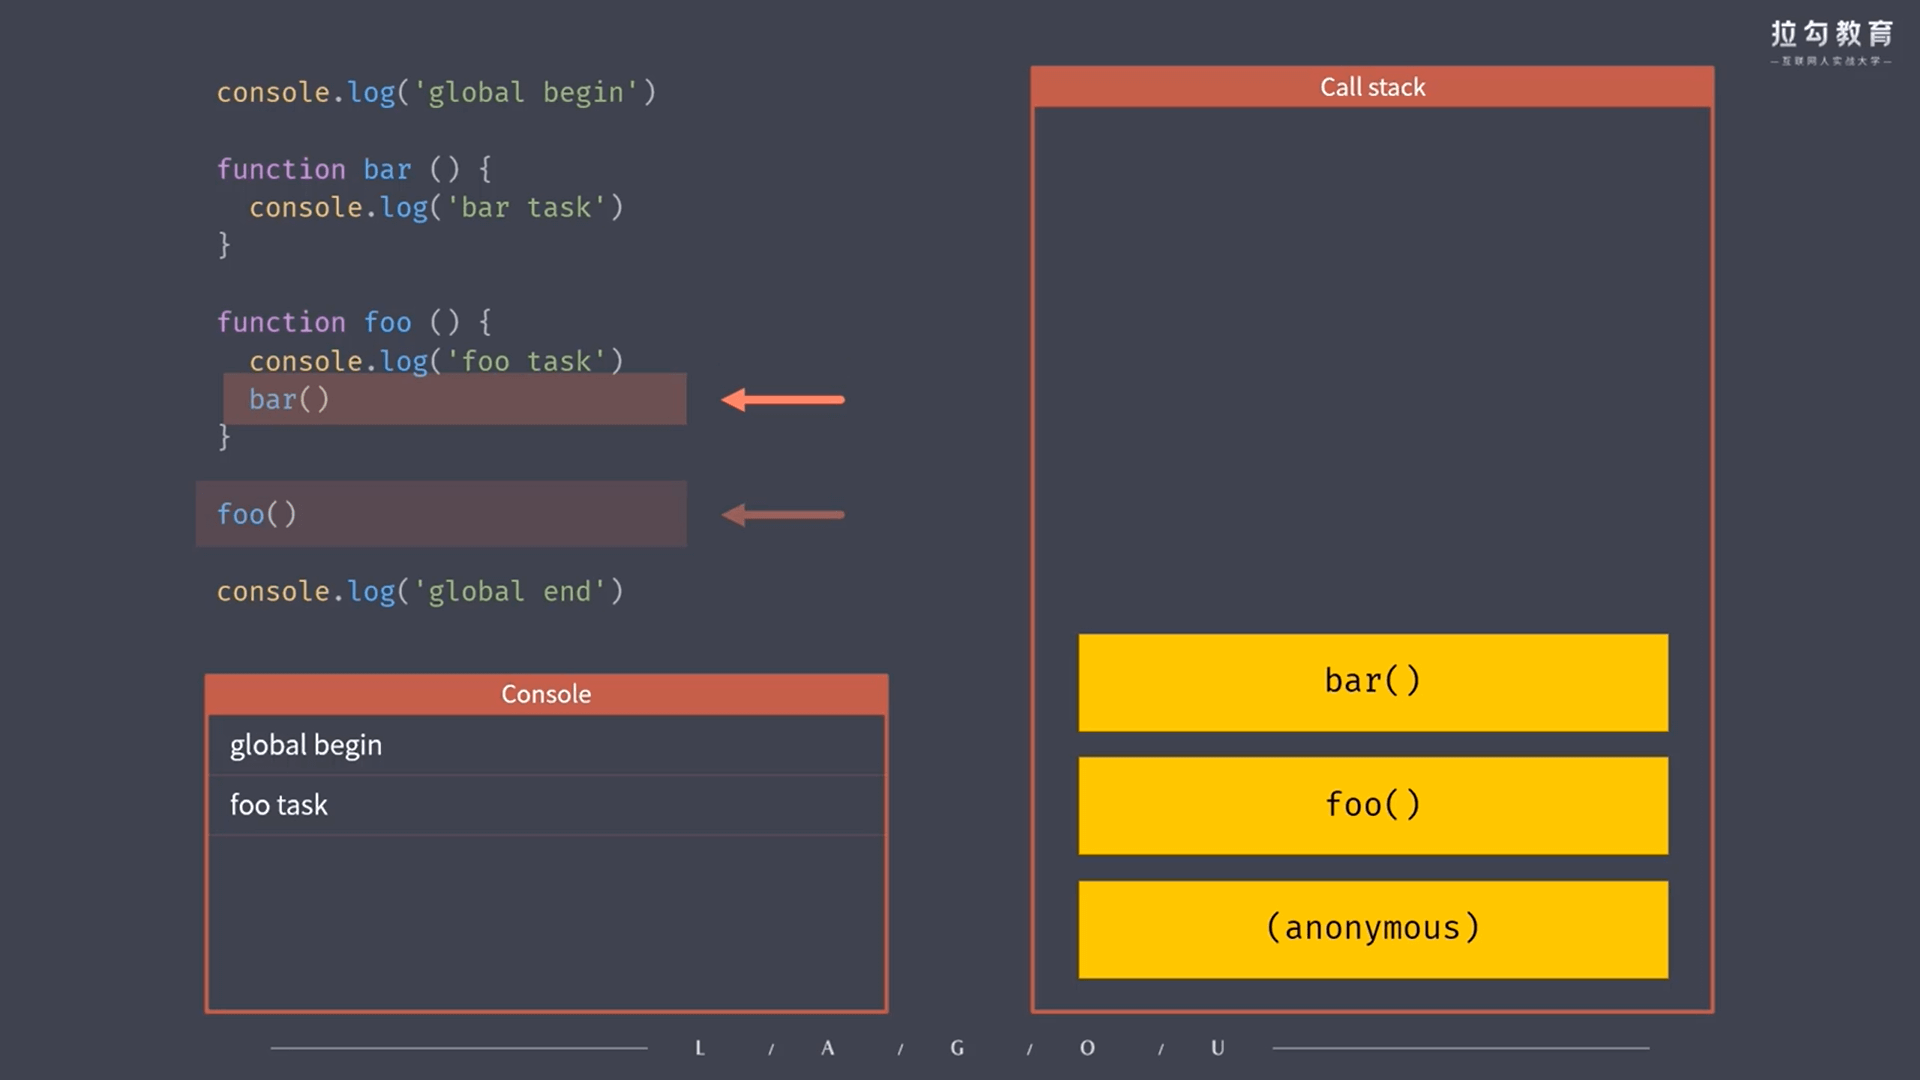 拉勾教育
—互联网人实战大学—
console.log('global begin')
function bar () {
  console.log('bar task')
}
function foo () {
  console.log('foo task')
  bar()
}
foo()
console.log('global end')
Console
global begin
foo task
Call stack
bar()
foo()
(anonymous)
L / A / G / O / U